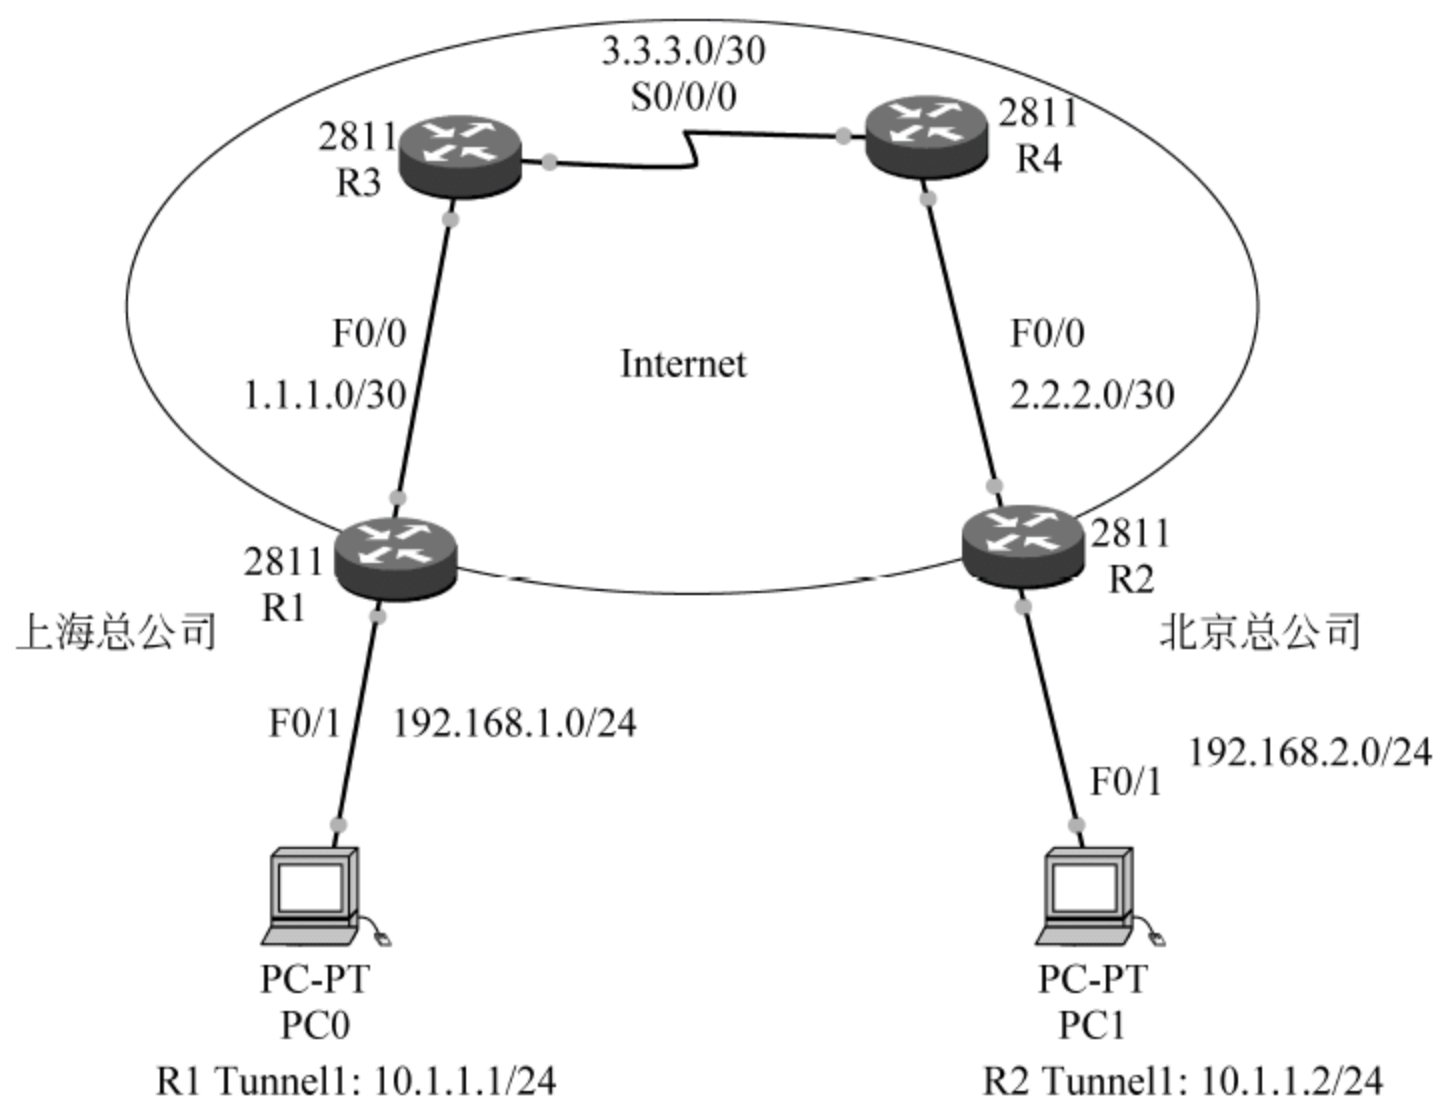 3.3.3.0/30
S0/0/0
2811
R3
2811
R4
F0/0
1.1.1.0/30
Internet
F0/0
2.2.2.0/30
2811
R1
上海总公司
2811
R2
北京总公司
F0/1
192.168.1.0/24
192.168.2.0/24
F0/1
PC-PT
PC0
PC-PT
PC1
R1 Tunnel1: 10.1.1.1/24
R2 Tunnel1: 10.1.1.2/24